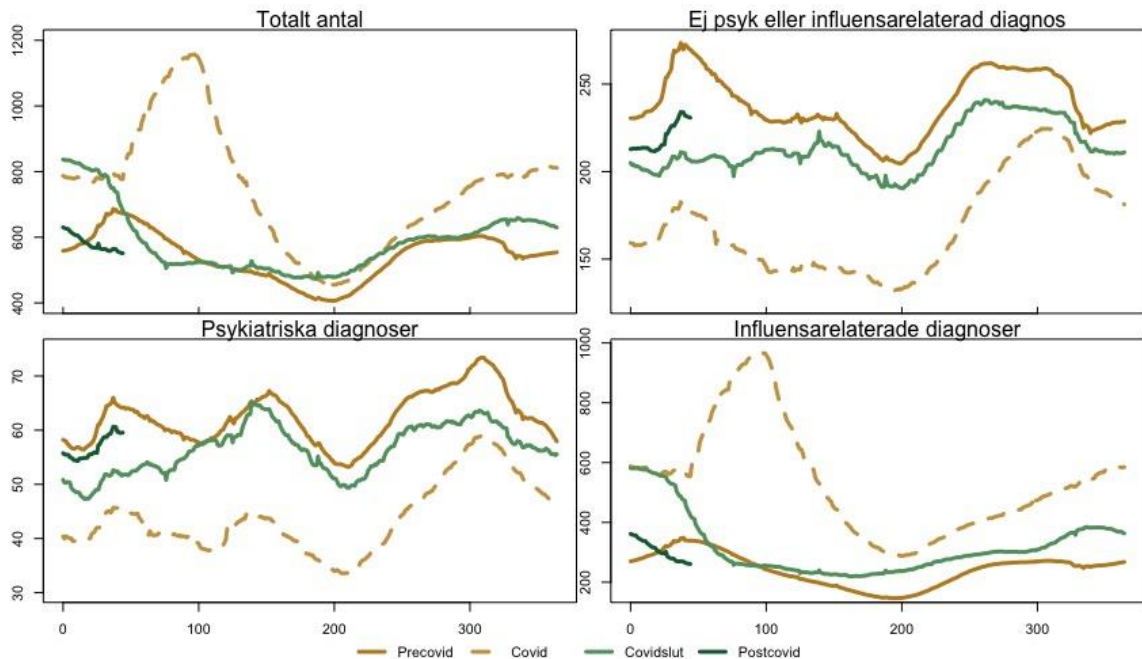 Totalt antal
Ej psyk eller influensarelaterad diagnos
1200
1000
800
600
400
250
200
150
Psykiatriska diagnoser
Influensarelaterade diagnoser
70
60
50
40
30
1000
800
600
400
200
0 100 200 300
0 100 200 300
Precovid Covid Covidslut Postcovid